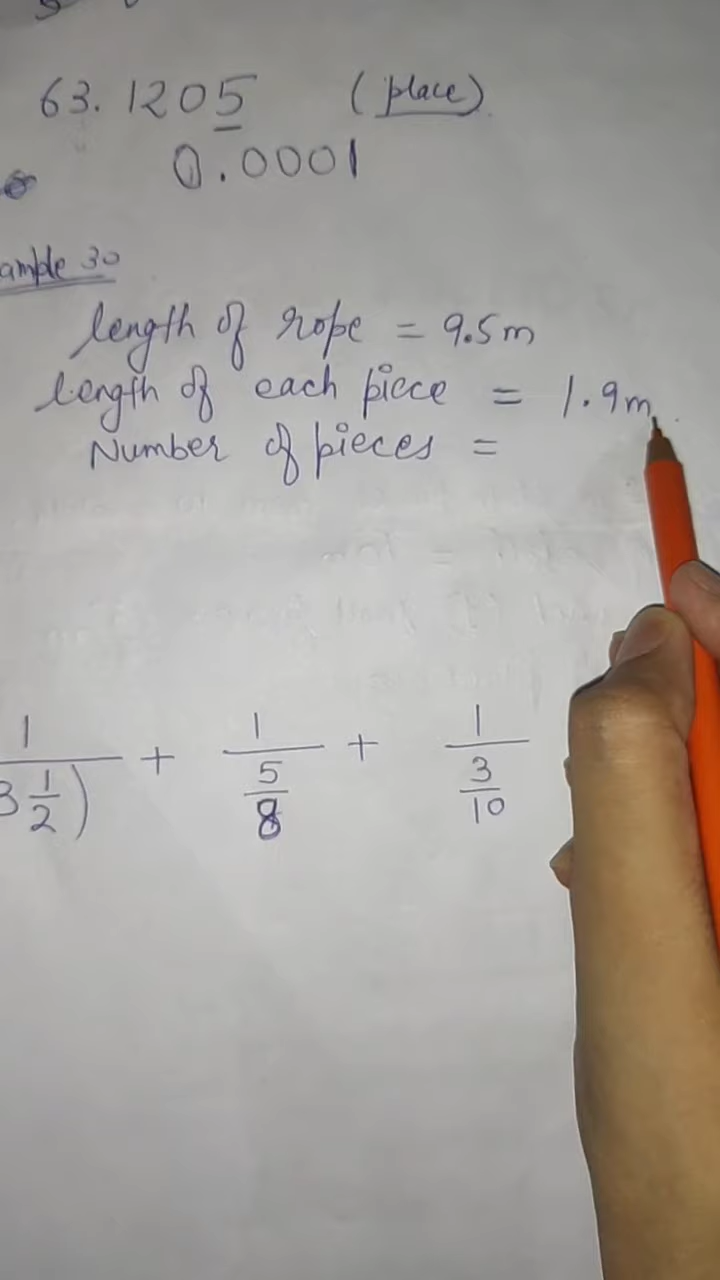 63.1205 (place)
0.0001
ample 30
length of rope = 9.5m
length of each piece = 1.9m
Number of pieces =
1/(3 1/2) + 1/(5/8) + 1/(3/10)